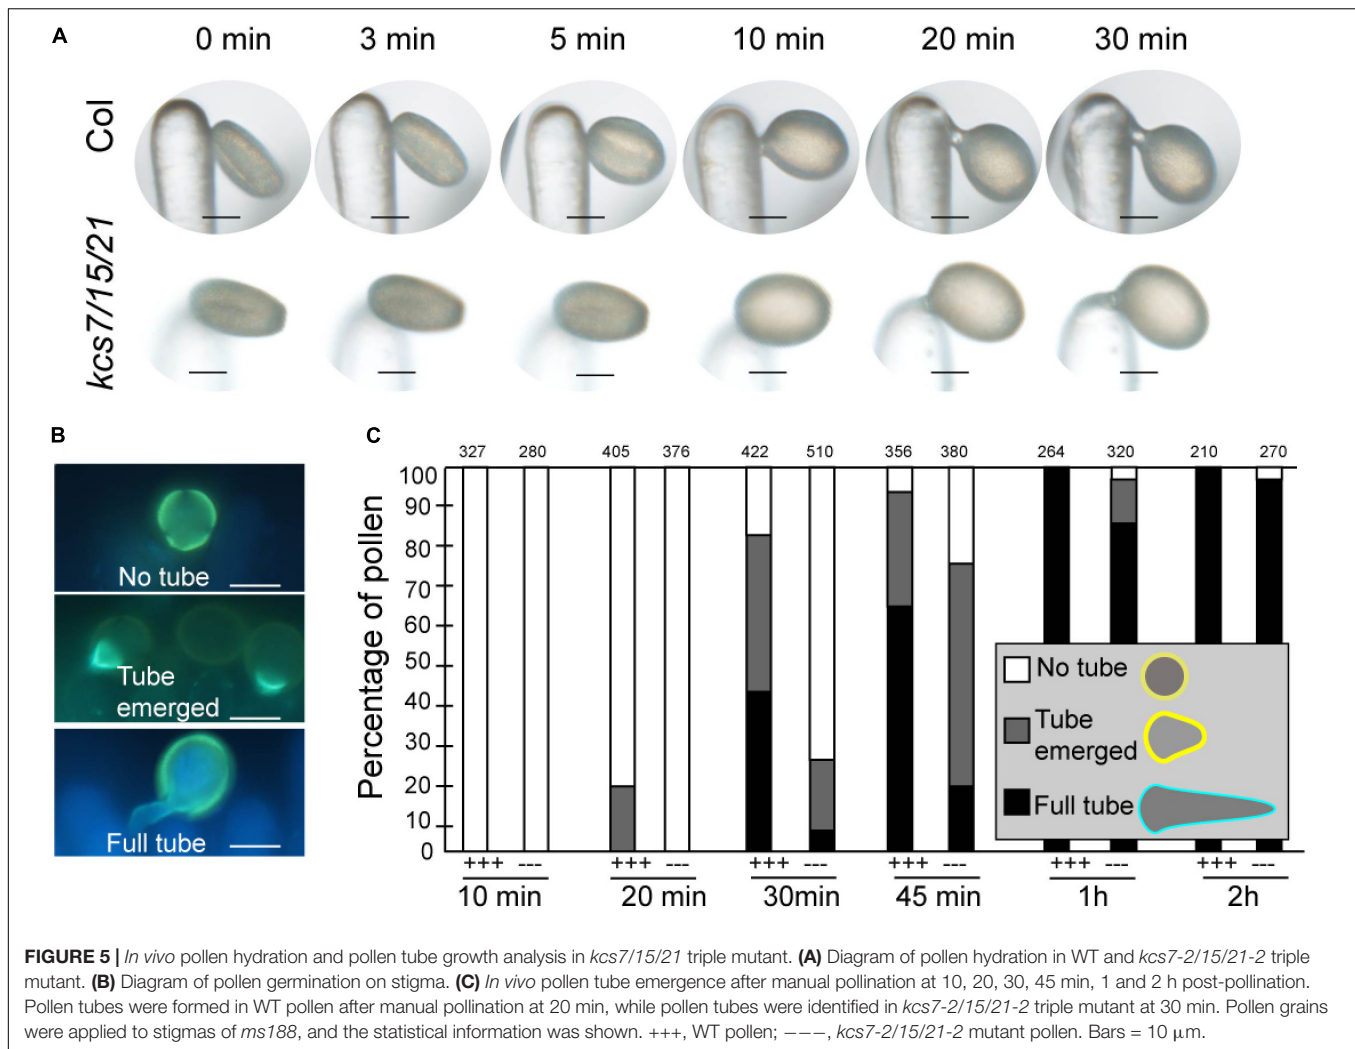 A
0 min 3 min 5 min 10 min 20 min 30 min
Col
kcs7/15/21
B
No tube
Tube
emerged
Full tube
C
327 280 405 376 422 510 356 380 264 320 210 270
Percentage of pollen
100
90
80
70
60
50
40
30
20
10
0
No tube
Tube
emerged
Full tube
+++ --- +++ --- +++ --- +++ --- +++ --- +++ ---
10 min 20 min 30min 45 min 1h 2h
FIGURE 5 | In vivo pollen hydration and pollen tube growth analysis in kcs7/15/21 triple mutant. (A) Diagram of pollen hydration in WT and kcs7-2/15/21-2 triple
mutant. (B) Diagram of pollen germination on stigma. (C) In vivo pollen tube emergence after manual pollination at 10, 20, 30, 45 min, 1 and 2 h post-pollination.
Pollen tubes were formed in WT pollen after manual pollination at 20 min, while pollen tubes were identified in kcs7-2/15/21-2 triple mutant at 30 min. Pollen grains
were applied to stigmas of ms188, and the statistical information was shown. +++, WT pollen; −−−, kcs7-2/15/21-2 mutant pollen. Bars = 10 μm.